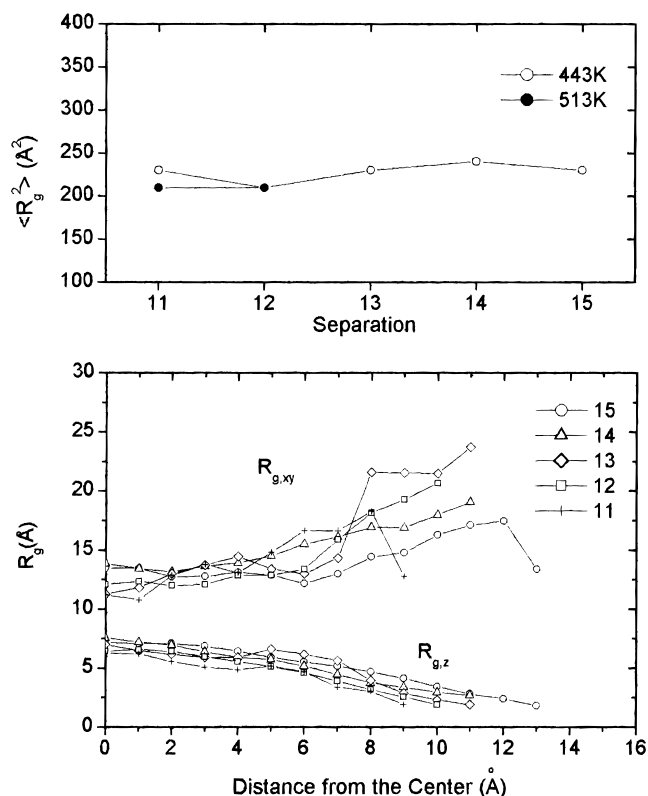 400
350
300
250
200
150
100
<R_g^2> (Å^2)
443K
513K
11 12 13 14 15
Separation
30
25
20
15
10
5
0
R_g(Å)
R_g,xy
R_g,z
15
14
13
12
11
0 2 4 6 8 10 12 14 16
Distance from the Center (Å)